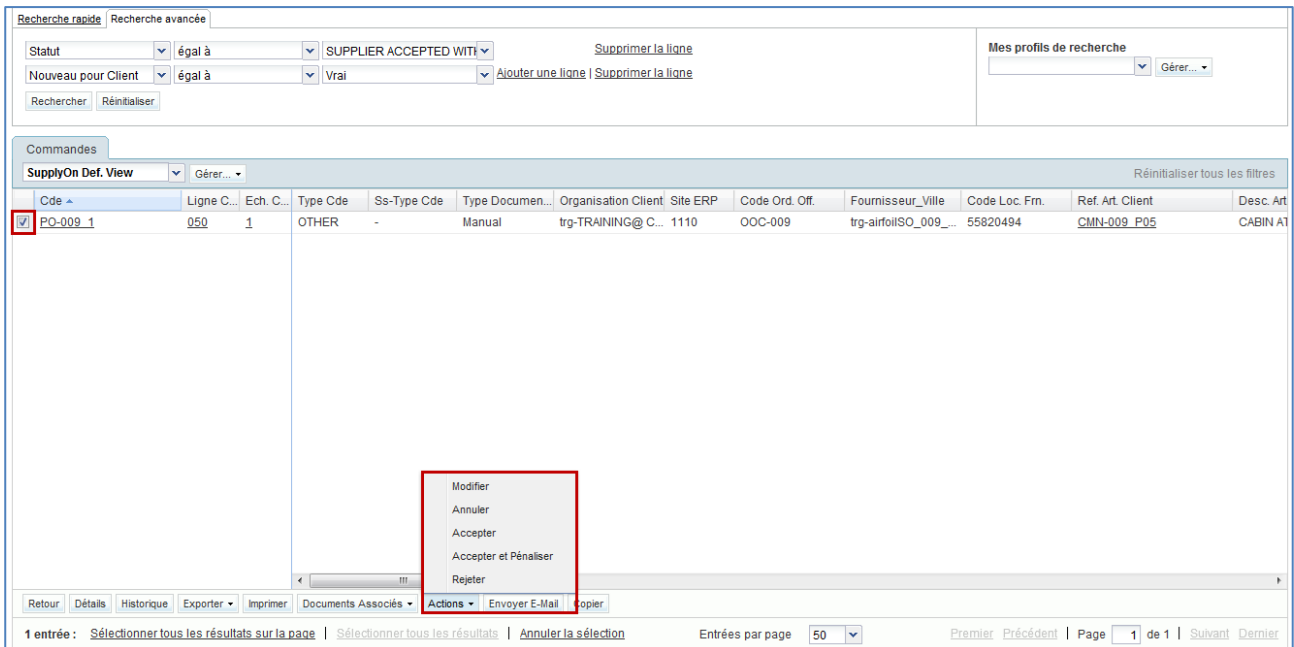 Recherche rapide Recherche avancée
Statut égal à SUPPLIER ACCEPTED WITH Supprimer la ligne
Mes profils de recherche
Nouveau pour Client égal à Vrai Ajouter une ligne | Supprimer la ligne
Gérer...
Rechercher Réinitialiser
Commandes
SupplyOn Def. View Gérer... Réinitialiser tous les filtres
Cde Ligne C... Ech. C... Type Cde Ss-Type Cde Type Documen... Organisation Client Site ERP Code Ord. Off. Fournisseur_Ville Code Loc. Frn. Ref. Art. Client Desc. Art
PO-009_1 050 1 OTHER - Manual trg-TRAINING@ C... 1110 OOC-009 trg-airfoilSO_009_... 55820494 CMN-009_P05 CABIN AT
Modifier
Annuler
Accepter
Accepter et Pénaliser
Rejeter
Retour Détails Historique Exporter Imprimer Documents Associés Actions Envoyer E-Mail Copier
1 entrée : Sélectionner tous les résultats sur la page | Sélectionner tous les résultats | Annuler la sélection Entrées par page 50 Premier Précédent | Page 1 de 1 | Suivant Dernier